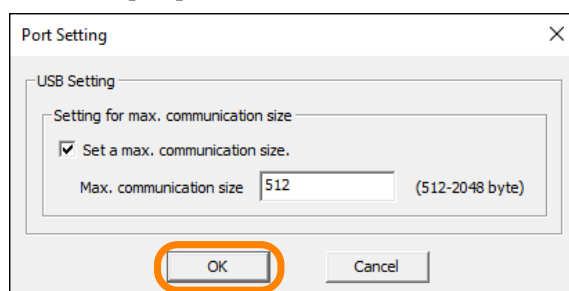 Port Setting
USB Setting
Setting for max. communication size
Set a max. communication size.
Max. communication size 512 (512-2048 byte)
OK Cancel